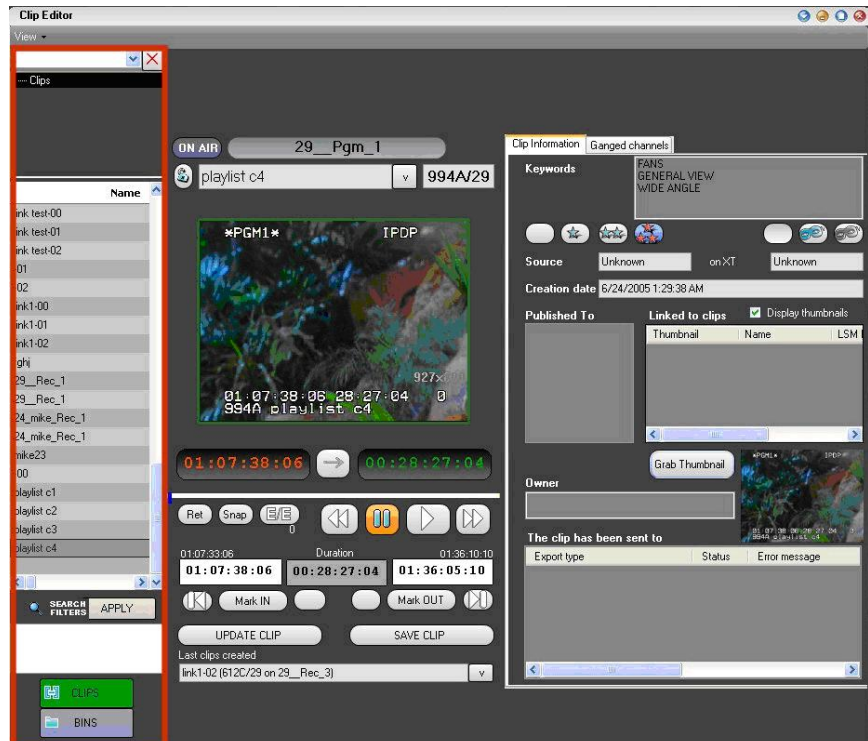 Clip Editor
View
Clips
Name
ink test-00
ink test-01
ink test-02
01
02
ink1-00
ink1-01
ink1-02
ghj
29__Rec_1
29__Rec_1
24_mike_Rec_1
24_mike_Rec_1
mike23
00
playlist c1
playlist c2
playlist c3
playlist c4
SEARCH FILTERS APPLY
CLIPS
BINS
ON AIR 29__Pgm_1
playlist c4 v 994A/29
*PGM1* IPDP
01:07:38:06 28:27:04 0
994A playlist c4
01:07:38:06 00:28:27:04
Ret Snap E/E
0
01:07:33:06 Duration 01:36:10:10
01:07:38:06 00:28:27:04 01:36:05:10
Mark IN Mark OUT
UPDATE CLIP SAVE CLIP
Last clips created
link1-02 (612C/29 on 29__Rec_3) v
Clip Information Ganged channels
Keywords
FANS
GENERAL VIEW
WIDE ANGLE
Source Unknown on XT Unknown
Creation date 6/24/2005 1:29:38 AM
Published To Linked to clips Display thumbnails
Thumbnail Name LSM
Grab Thumbnail
*PGM1* IPDP
Owner
994A playlist c4
The clip has been sent to
Export type Status Error message